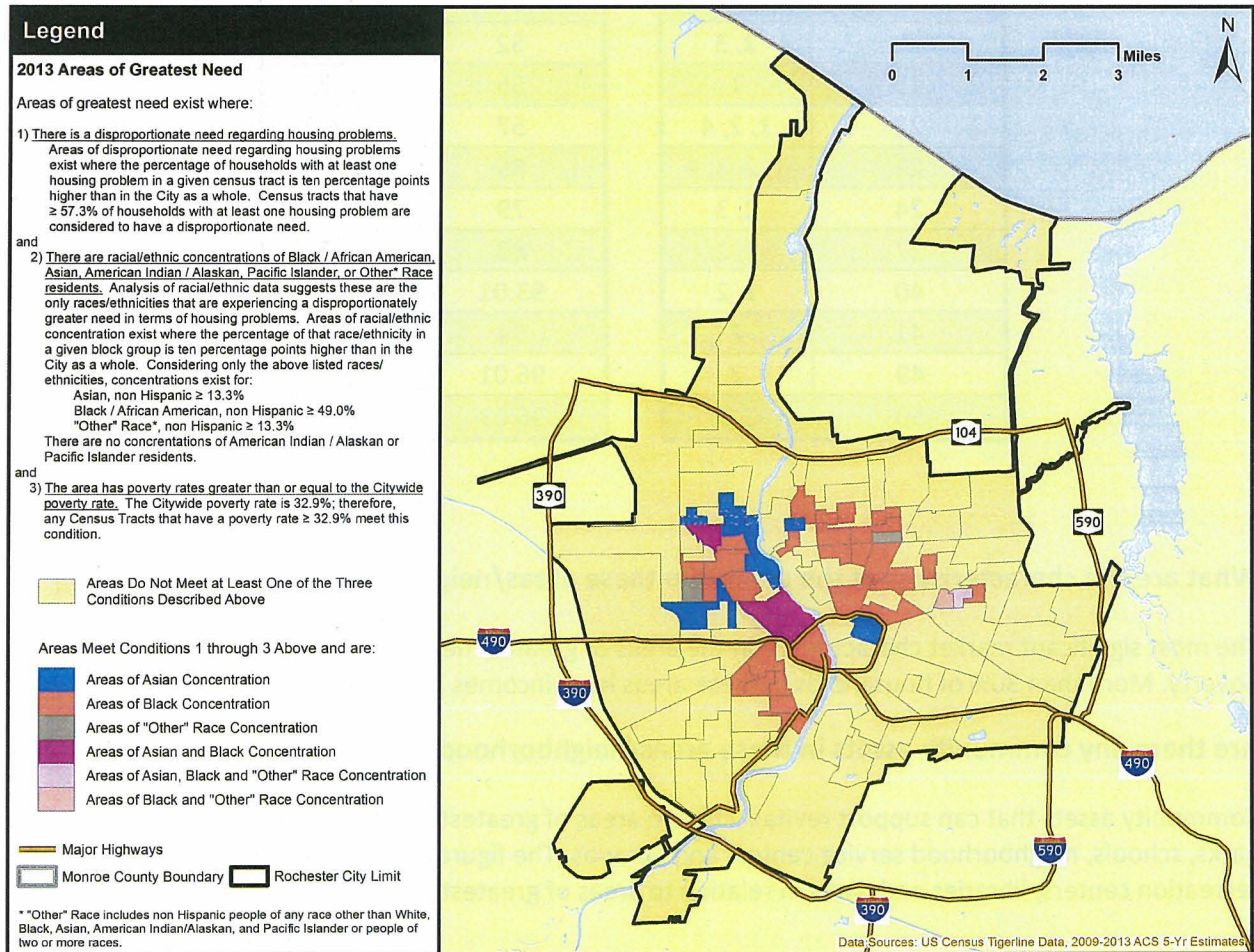 Legend
2013 Areas of Greatest Need
Areas of greatest need exist where:
1) There is a disproportionate need regarding housing problems.
Areas of disproportionate need regarding housing problems
exist where the percentage of households with at least one
housing problem in a given census tract is ten percentage points
higher than in the City as a whole. Census tracts that have
≥ 57.3% of households with at least one housing problem are
considered to have a disproportionate need.
and
2) There are racial/ethnic concentrations of Black / African American,
Asian, American Indian / Alaskan, Pacific Islander, or Other* Race
residents. Analysis of racial/ethnic data suggests these are the
only races/ethnicities that are experiencing a disproportionately
greater need in terms of housing problems. Areas of racial/ethnic
concentration exist where the percentage of that race/ethnicity in
a given block group is ten percentage points higher than in the
City as a whole. Considering only the above listed races/
ethnicities, concentrations exist for:
Asian, non Hispanic ≥ 13.3%
Black / African American, non Hispanic ≥ 49.0%
"Other" Race*, non Hispanic ≥ 13.3%
There are no concrentations of American Indian / Alaskan or
Pacific Islander residents.
and
3) The area has poverty rates greater than or equal to the Citywide
poverty rate. The Citywide poverty rate is 32.9%; therefore,
any Census Tracts that have a poverty rate ≥ 32.9% meet this
condition.
Areas Do Not Meet at Least One of the Three
Conditions Described Above
Areas Meet Conditions 1 through 3 Above and are:
Areas of Asian Concentration
Areas of Black Concentration
Areas of "Other" Race Concentration
Areas of Asian and Black Concentration
Areas of Asian, Black and "Other" Race Concentration
Areas of Black and "Other" Race Concentration
Major Highways
Monroe County Boundary
Rochester City Limit
* "Other" Race includes non Hispanic people of any race other than White,
Black, Asian, American Indian/Alaskan, and Pacific Islander or people of
two or more races.
N
Miles
0 1 2 3
104
390
590
490
390
490
590
390
Data Sources: US Census Tigerline Data, 2009-2013 ACS 5-Yr Estimates